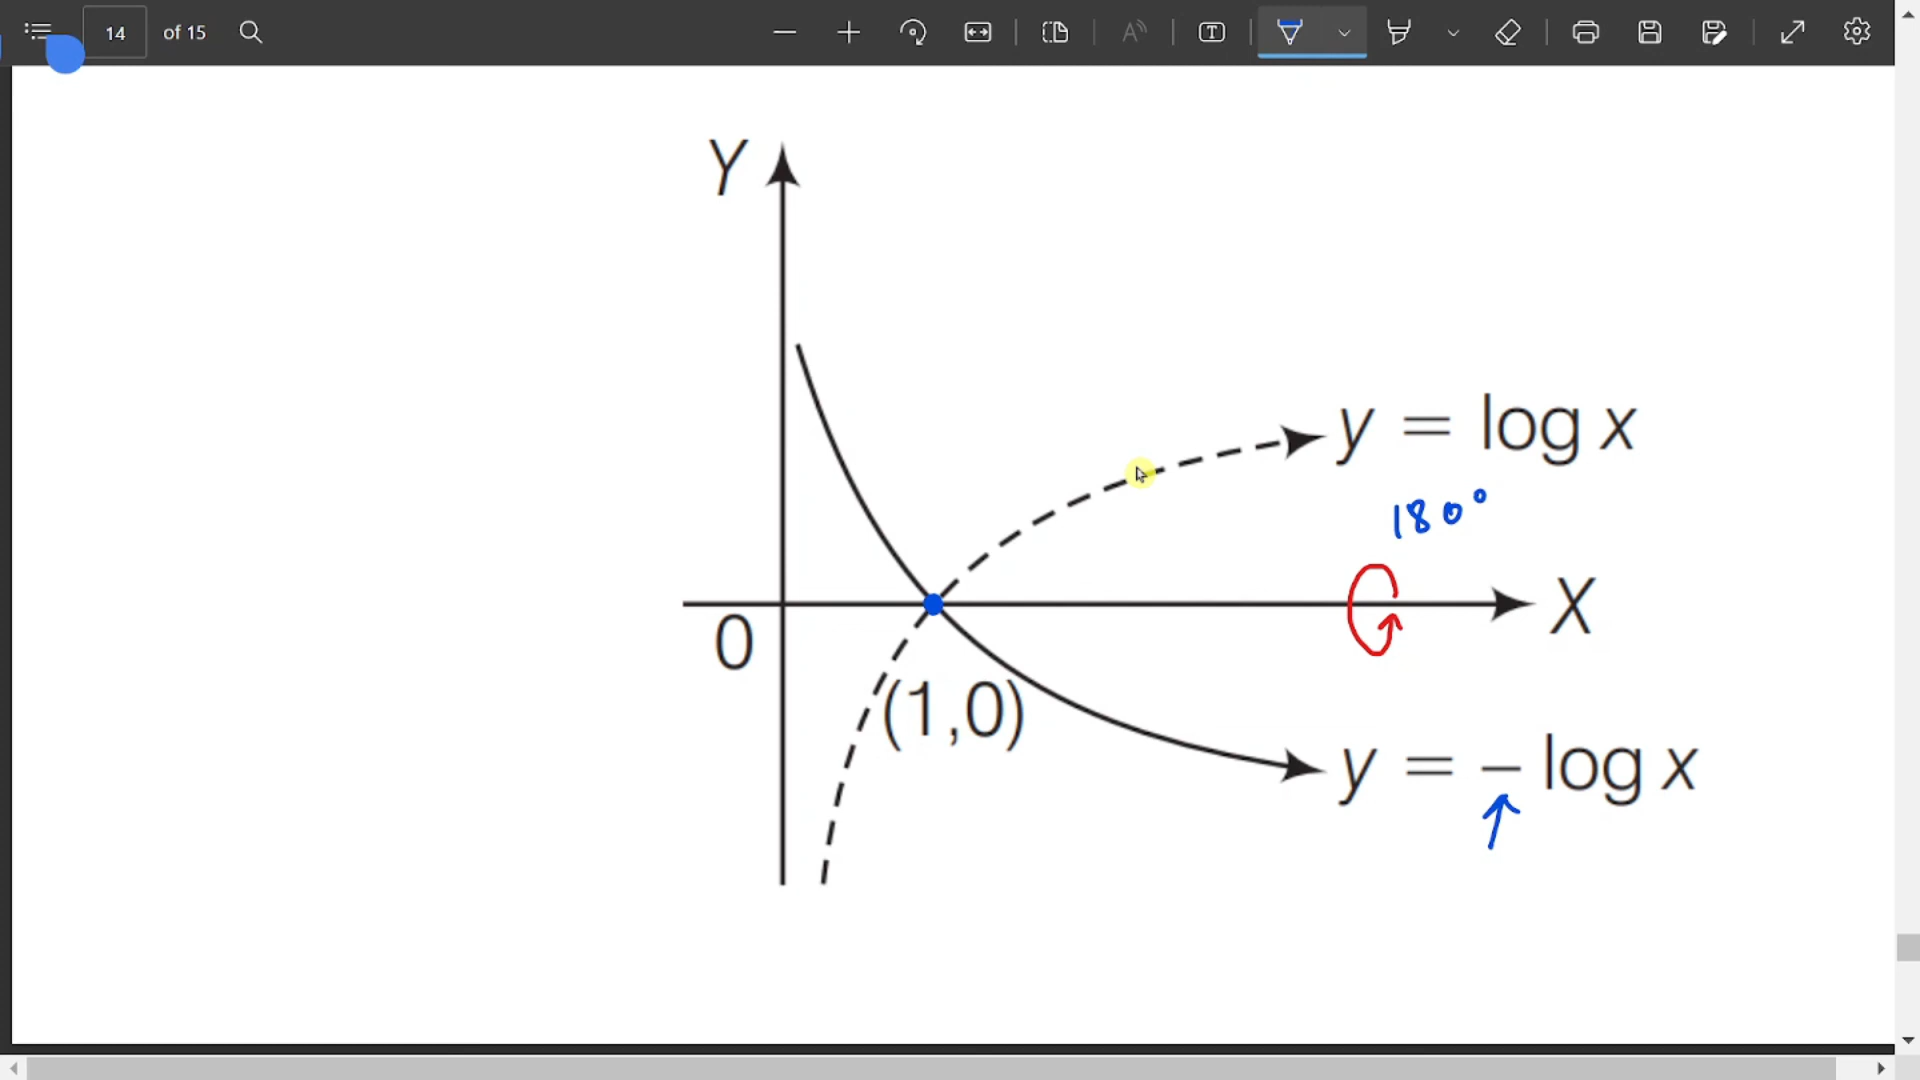 14 of 15
Y
y = log x
180°
X
0
(1,0)
y = – log x